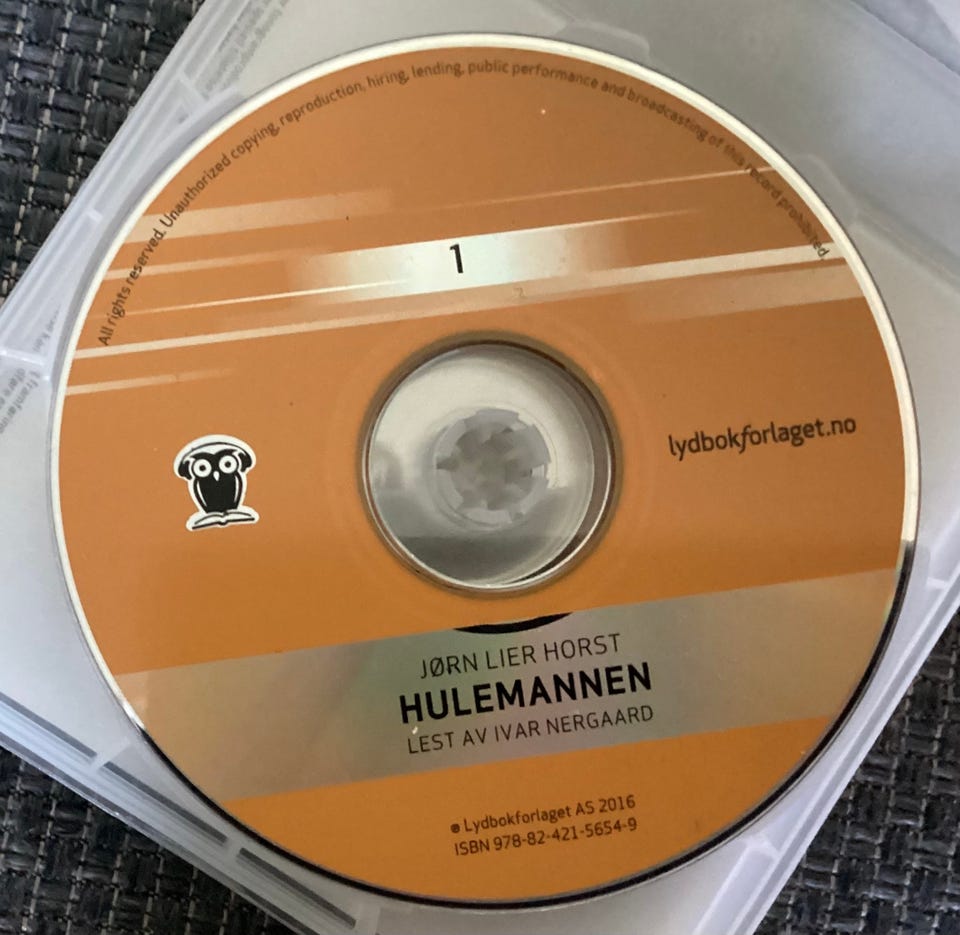 All rights reserved. Unauthorized copying, reproduction, hiring, lending, public performance and broadcasting of this record prohibited.
1
lydbokforlaget.no
JØRN LIER HORST
HULEMANNEN
LEST AV IVAR NERGAARD
℗ Lydbokforlaget AS 2016
ISBN 978-82-421-5654-9